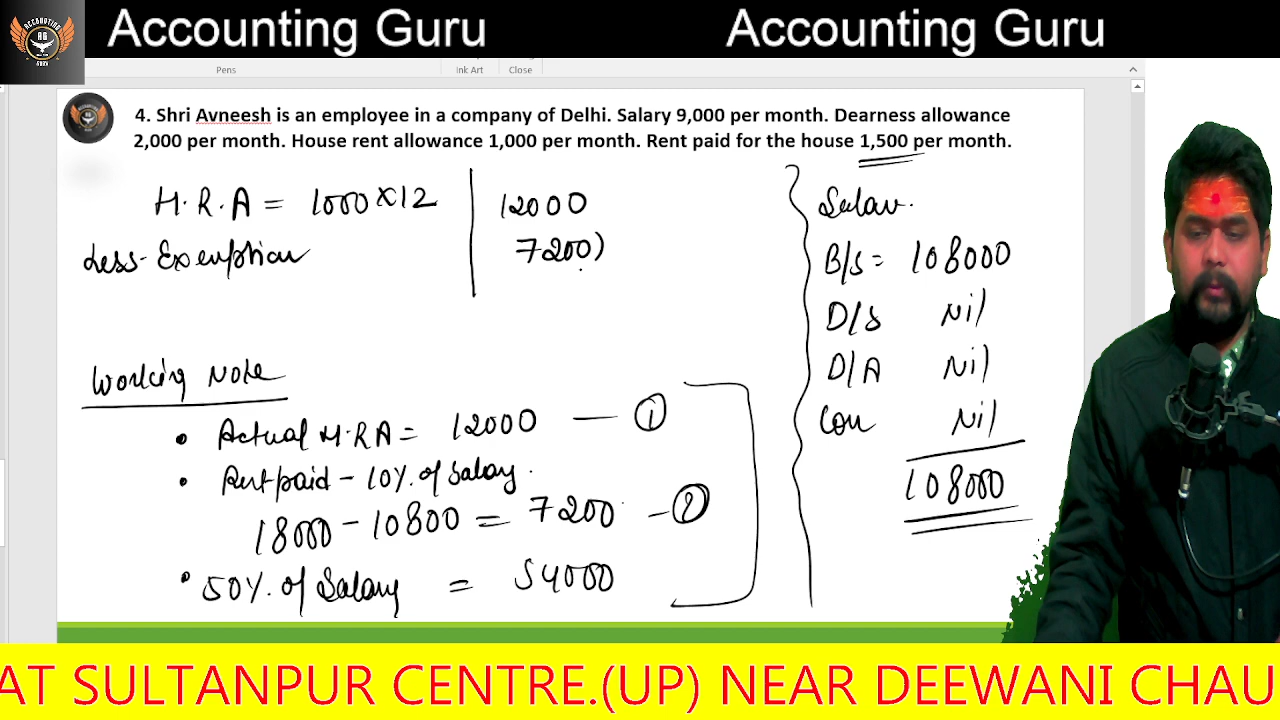 Accounting Guru
Accounting Guru
ACCOUNTING
AG
GURU
Pens
Ink Art
Close
4. Shri Avneesh is an employee in a company of Delhi. Salary 9,000 per month. Dearness allowance
2,000 per month. House rent allowance 1,000 per month. Rent paid for the house 1,500 per month.
H.R.A = 1000×12 12000
Less- Exemption 7200)
Working Note
• Actual H.R.A = 12000 — ①
• Rent paid - 10% of Salary.
18000 - 10800 = 7200 — ②
• 50%. of Salary = 54000
Salary.
B/S = 108000
D/S Nil
D/A Nil
Com Nil
108000
AT SULTANPUR CENTRE.(UP) NEAR DEEWANI CHAU